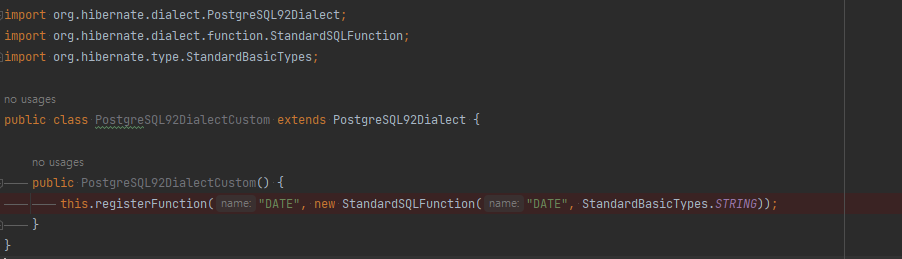 import org.hibernate.dialect.PostgreSQL92Dialect;
import org.hibernate.dialect.function.StandardSQLFunction;
import org.hibernate.type.StandardBasicTypes;
no usages
public class PostgreSQL92DialectCustom extends PostgreSQL92Dialect {
no usages
public PostgreSQL92DialectCustom() {
this.registerFunction( name: "DATE", new StandardSQLFunction( name: "DATE", StandardBasicTypes.STRING));
}
}